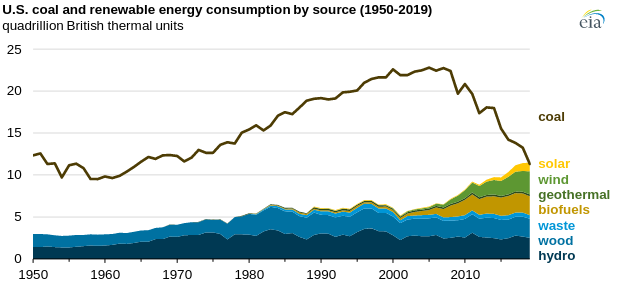 U.S. coal and renewable energy consumption by source (1950-2019)
quadrillion British thermal units
eia
25
20
15
10
5
0
1950 1960 1970 1980 1990 2000 2010
coal
solar
wind
geothermal
biofuels
waste
wood
hydro